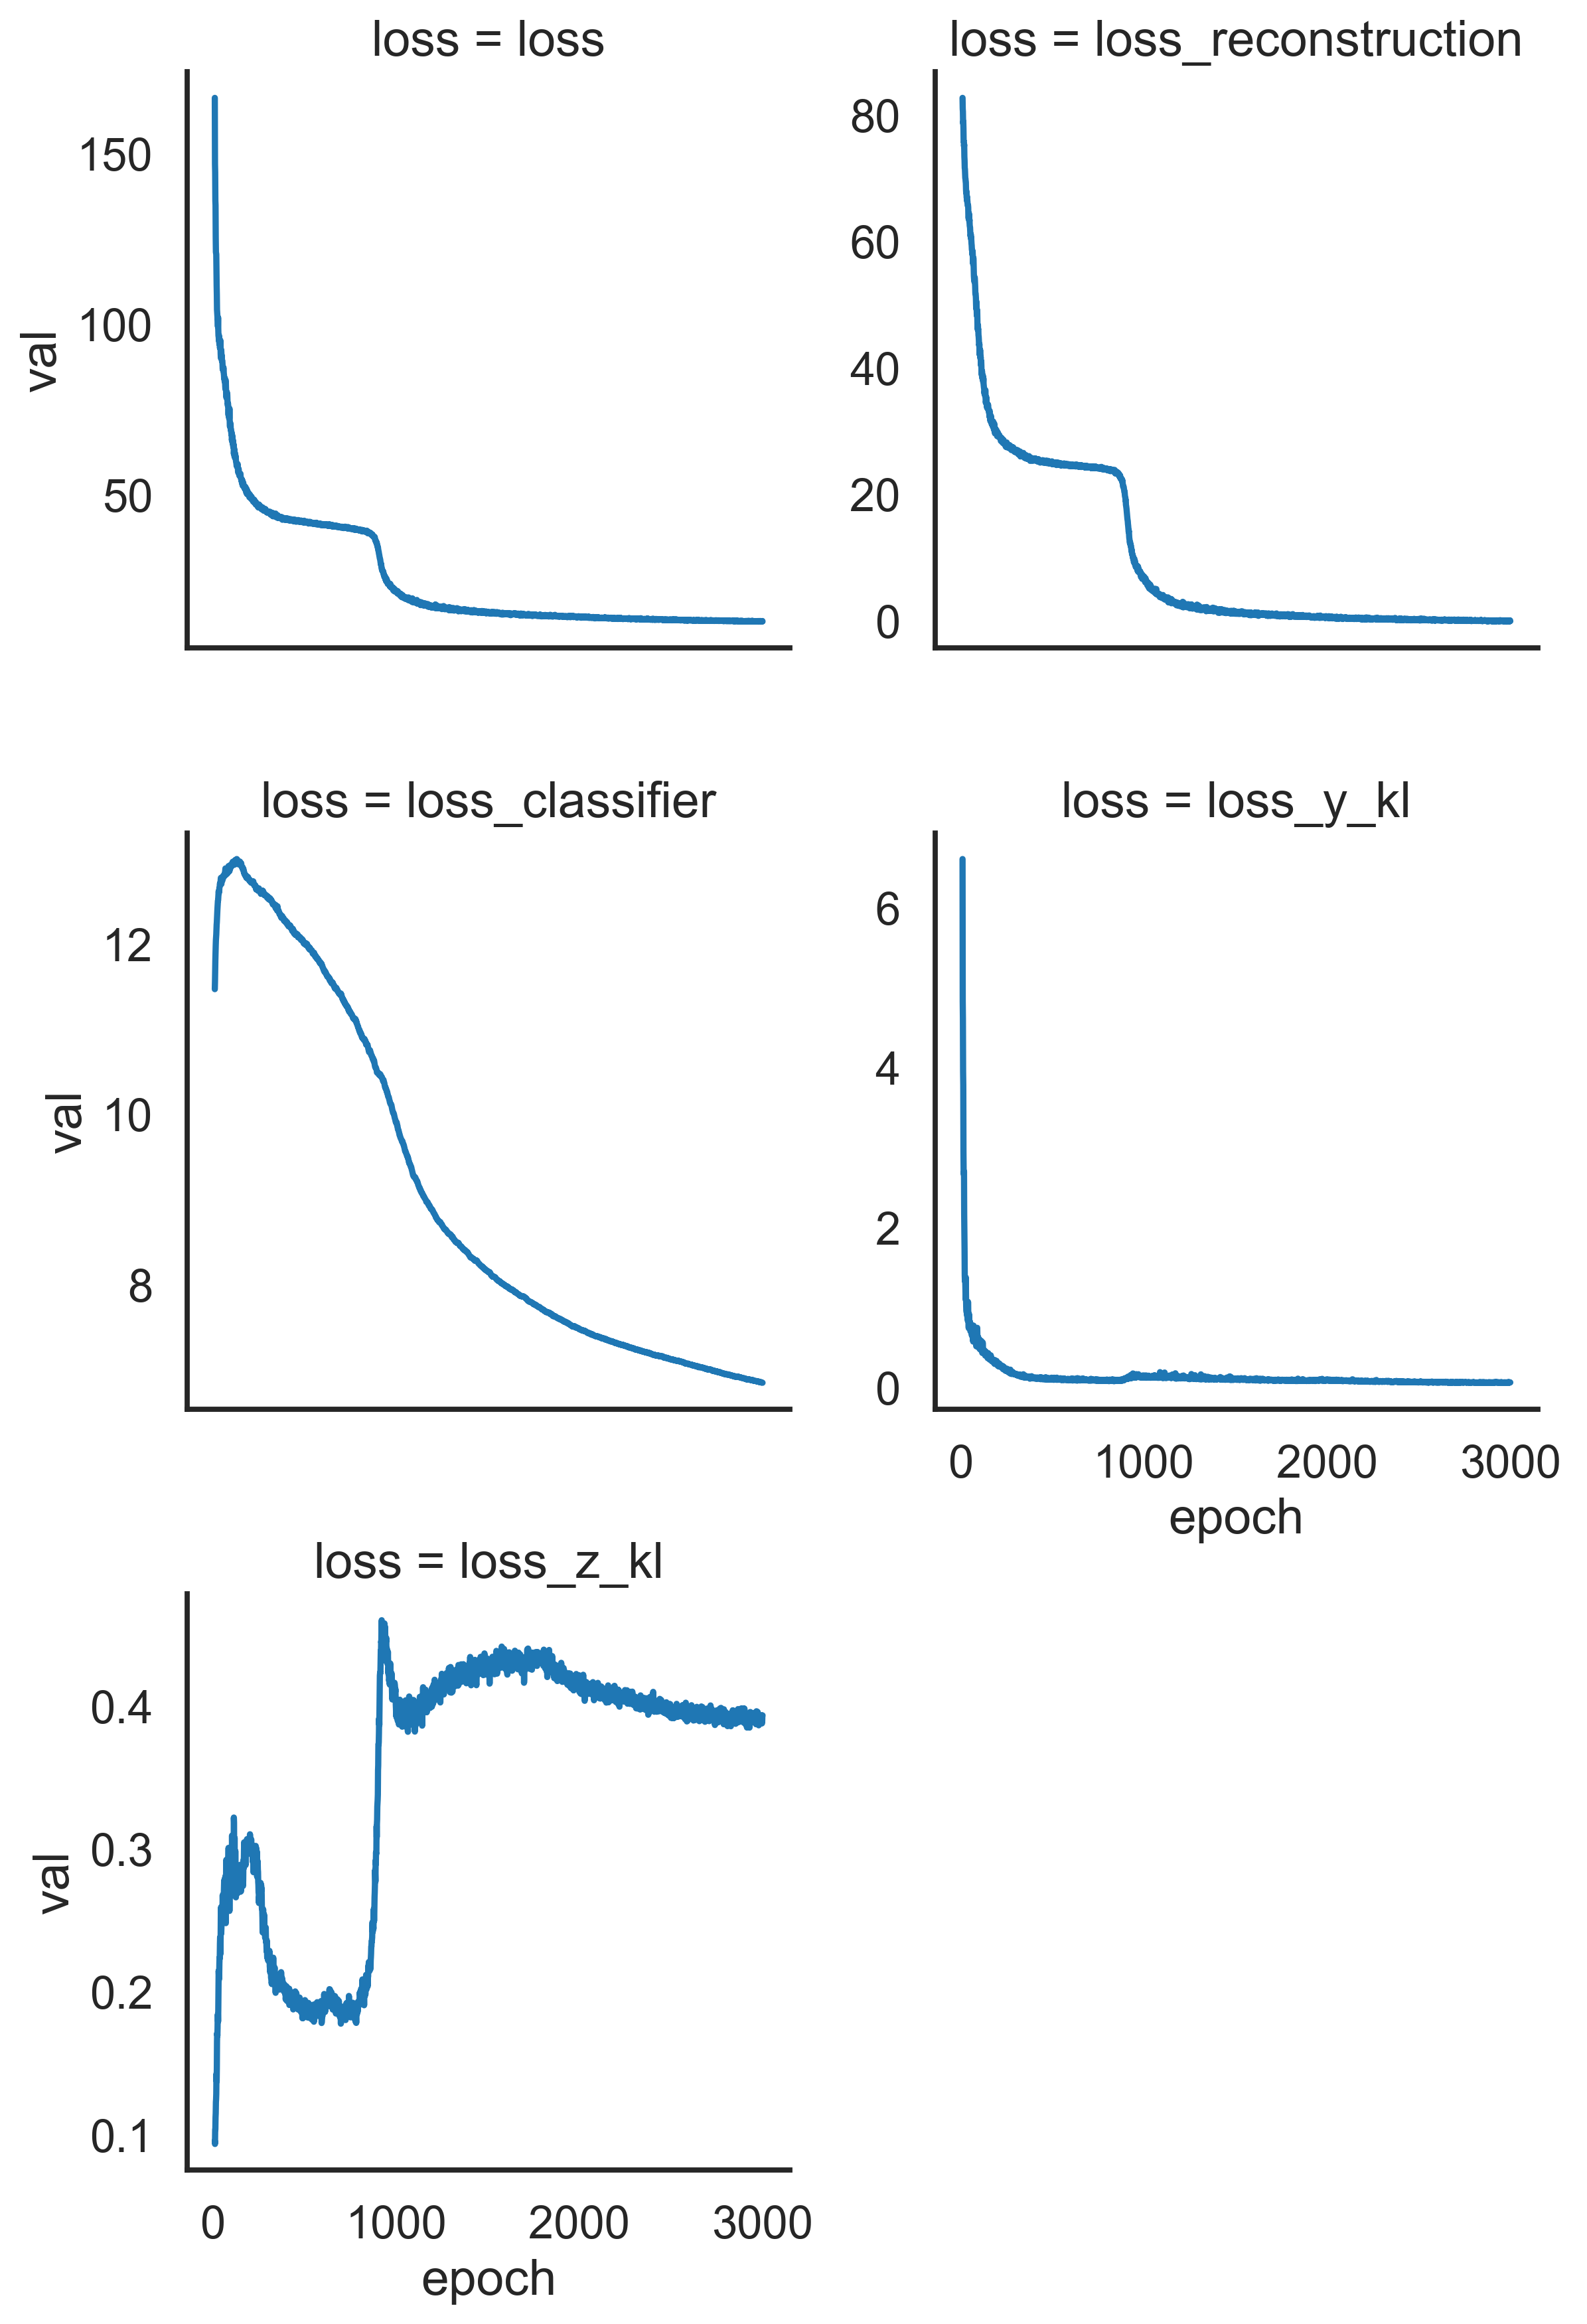 loss = loss
150
100
50
val
loss = loss_reconstruction
80
60
40
20
0
loss = loss_classifier
12
10
8
val
loss = loss_y_kl
6
4
2
0
0 1000 2000 3000
epoch
loss = loss_z_kl
0.4
0.3
0.2
0.1
val
0 1000 2000 3000
epoch